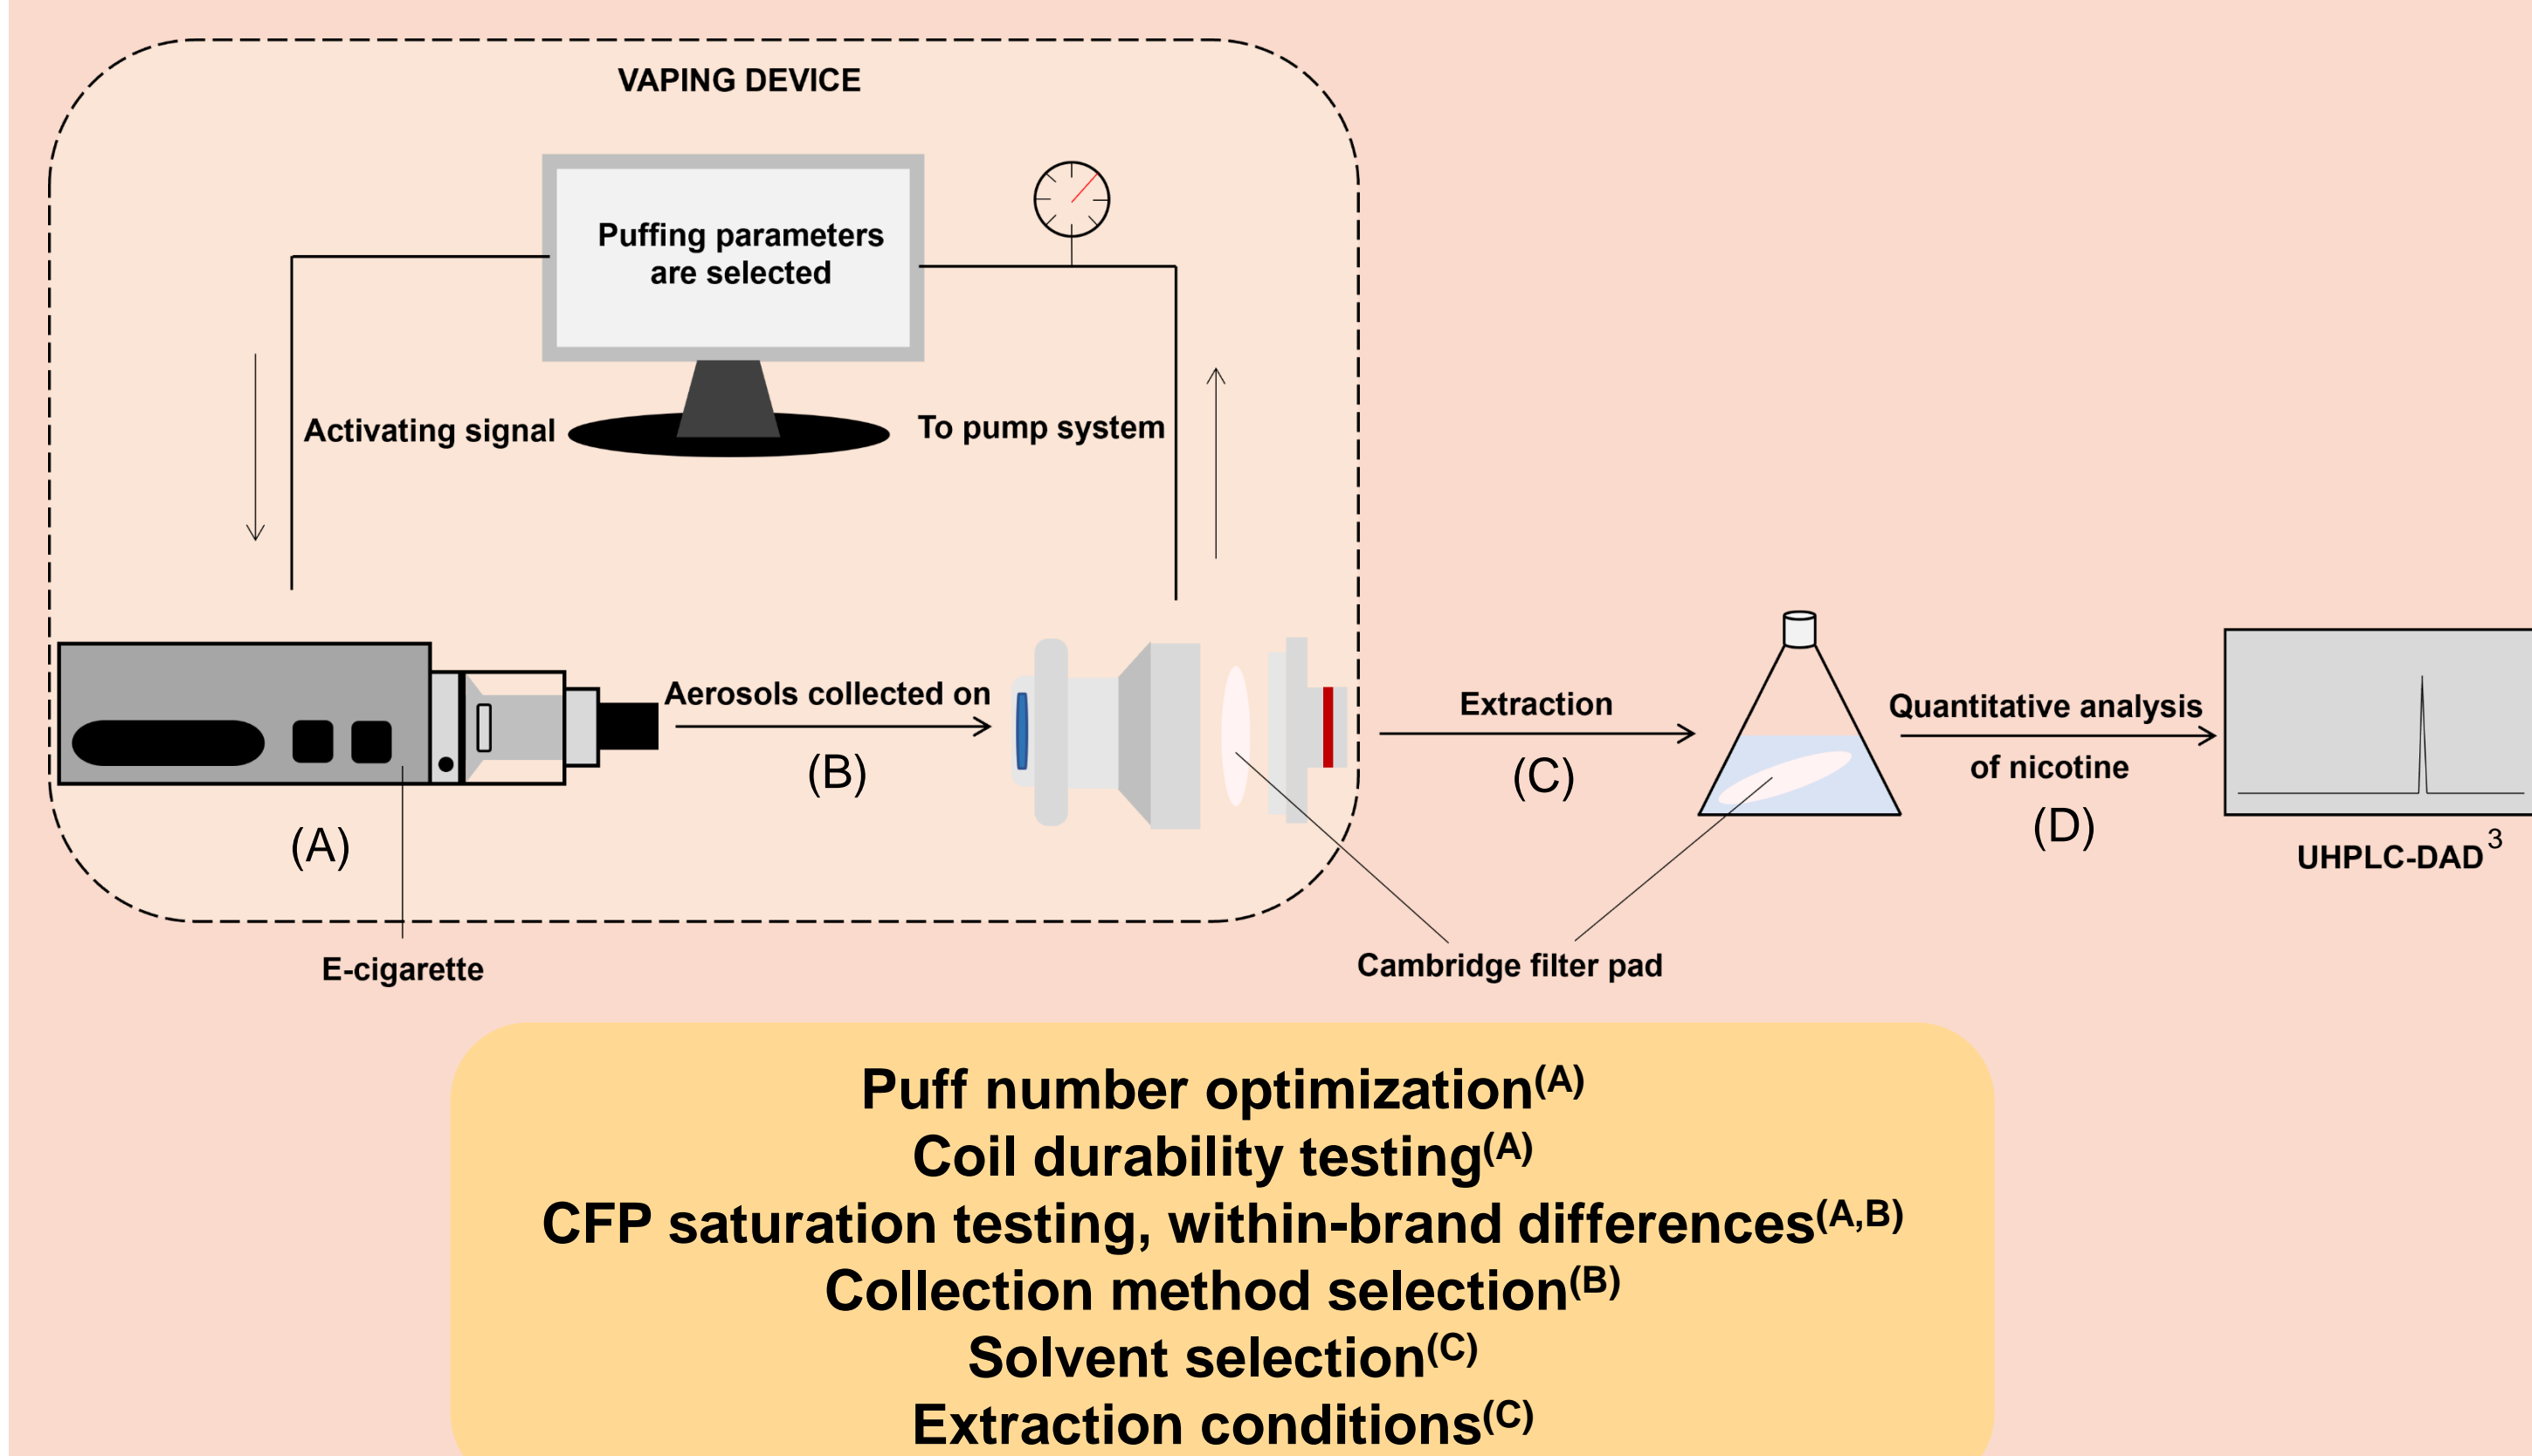 VAPING DEVICE
Puffing parameters
are selected
Activating signal
To pump system
Aerosols collected on
(B)
Extraction
(C)
Quantitative analysis
of nicotine
(D)
(A)
UHPLC-DAD³
E-cigarette
Cambridge filter pad
Puff number optimization(A)
Coil durability testing(A)
CFP saturation testing, within-brand differences(A,B)
Collection method selection(B)
Solvent selection(C)
Extraction conditions(C)